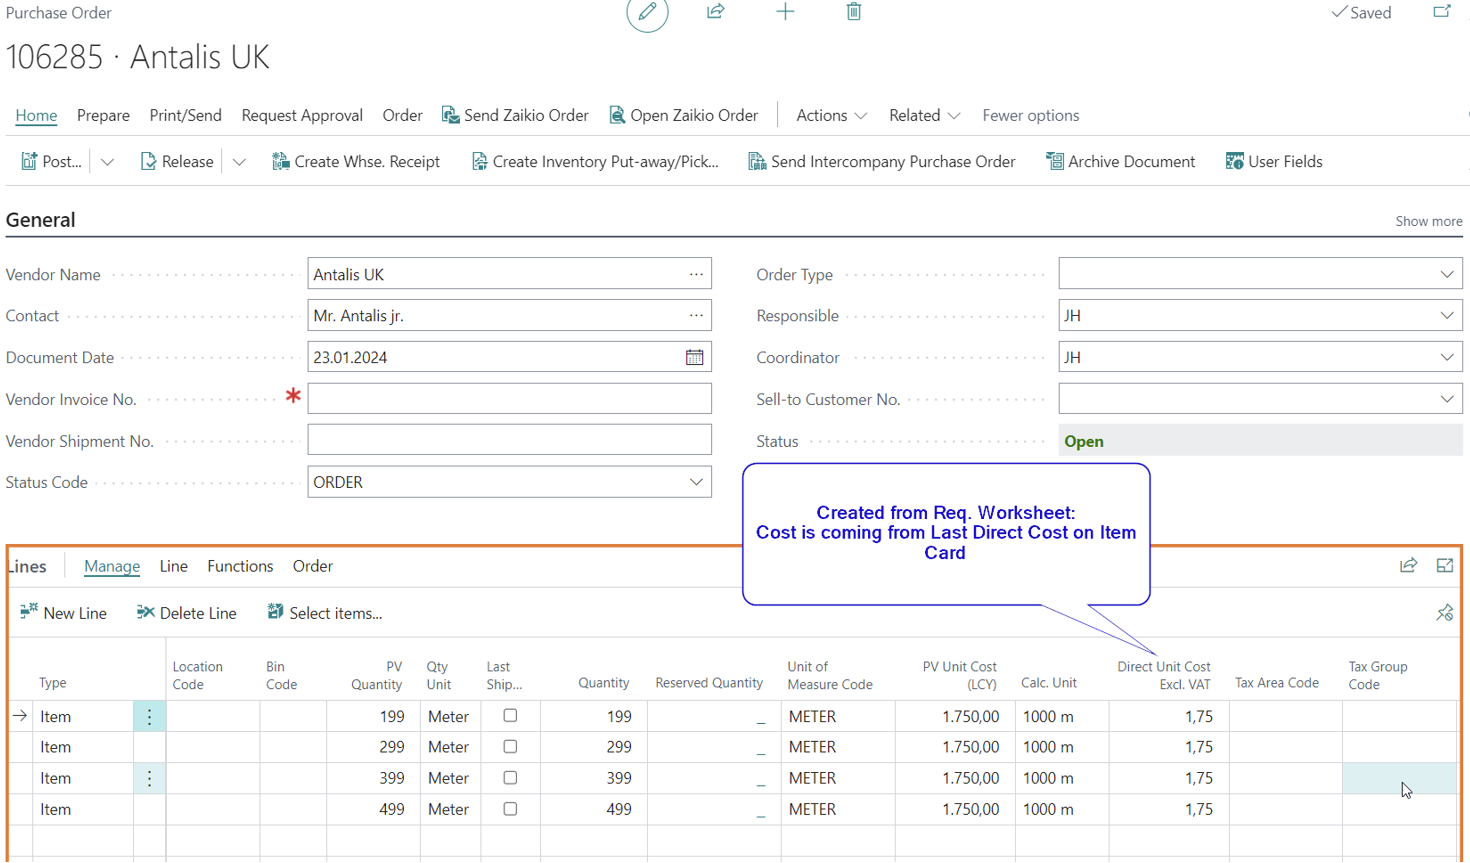 Purchase Order
Saved
106285 · Antalis UK
Home Prepare Print/Send Request Approval Order Send Zaikio Order Open Zaikio Order Actions Related Fewer options
Post... Release Create Whse. Receipt Create Inventory Put-away/Pick... Send Intercompany Purchase Order Archive Document User Fields
General
Show more
Vendor Name Antalis UK ... Order Type
Contact Mr. Antalis jr. ... Responsible JH
Document Date 23.01.2024 Coordinator JH
Vendor Invoice No. * Sell-to Customer No.
Vendor Shipment No. Status Open
Status Code ORDER
Created from Req. Worksheet:
Cost is coming from Last Direct Cost on Item
Card
Lines Manage Line Functions Order
New Line Delete Line Select items...
Type Location Code Bin Code PV Quantity Qty Unit Last Ship... Quantity Reserved Quantity Unit of Measure Code PV Unit Cost (LCY) Calc. Unit Direct Unit Cost Excl. VAT Tax Area Code Tax Group Code
Item 199 Meter 199 _ METER 1.750,00 1000 m 1,75
Item 299 Meter 299 _ METER 1.750,00 1000 m 1,75
Item 399 Meter 399 _ METER 1.750,00 1000 m 1,75
Item 499 Meter 499 _ METER 1.750,00 1000 m 1,75